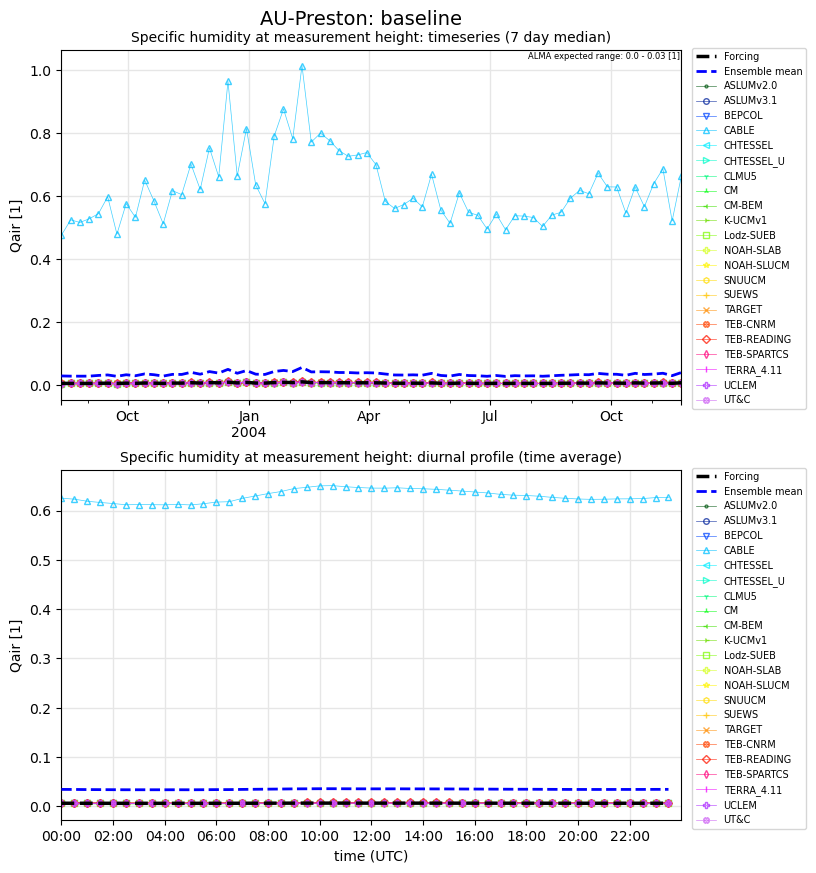 AU-Preston: baseline
Specific humidity at measurement height: timeseries (7 day median)
ALMA expected range: 0.0 - 0.03 [1]
1.0
0.8
0.6
0.4
0.2
0.0
Qair [1]
Oct
Jan
2004
Apr
Jul
Oct
Forcing
Ensemble mean
ASLUMv2.0
ASLUMv3.1
BEPCOL
CABLE
CHTESSEL
CHTESSEL_U
CLMU5
CM
CM-BEM
K-UCMv1
Lodz-SUEB
NOAH-SLAB
NOAH-SLUCM
SNUUCM
SUEWS
TARGET
TEB-CNRM
TEB-READING
TEB-SPARTCS
TERRA_4.11
UCLEM
UT&C
Specific humidity at measurement height: diurnal profile (time average)
0.6
0.5
0.4
0.3
0.2
0.1
0.0
Qair [1]
00:00
02:00
04:00
06:00
08:00
10:00
12:00
14:00
16:00
18:00
20:00
22:00
time (UTC)
Forcing
Ensemble mean
ASLUMv2.0
ASLUMv3.1
BEPCOL
CABLE
CHTESSEL
CHTESSEL_U
CLMU5
CM
CM-BEM
K-UCMv1
Lodz-SUEB
NOAH-SLAB
NOAH-SLUCM
SNUUCM
SUEWS
TARGET
TEB-CNRM
TEB-READING
TEB-SPARTCS
TERRA_4.11
UCLEM
UT&C